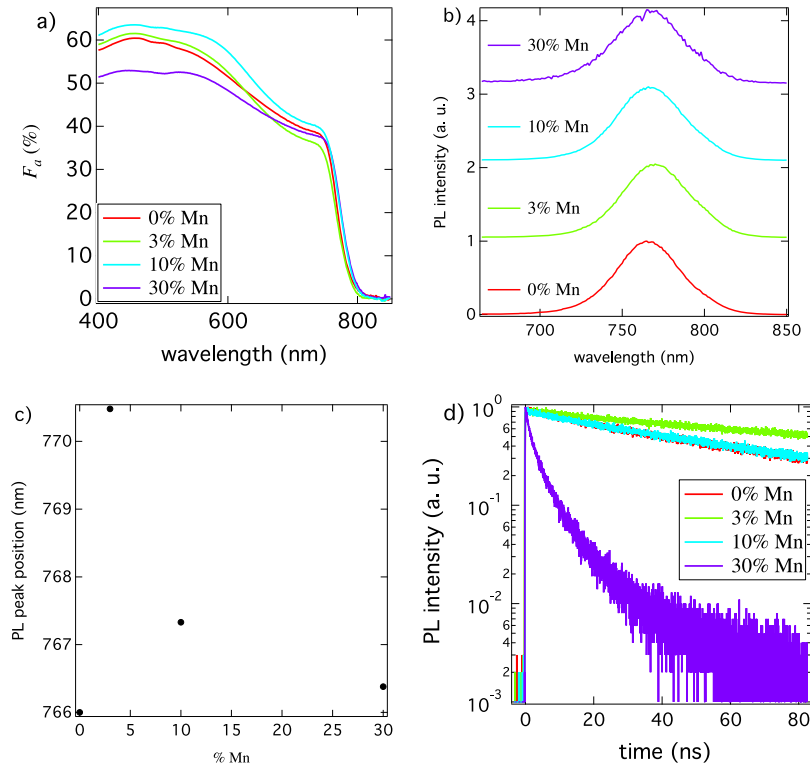 a)
60
50
40
30
20
10
0
F_a (%)
0% Mn
3% Mn
10% Mn
30% Mn
400
600
800
wavelength (nm)
b)
4
3
2
1
0
PL intensity (a. u.)
30% Mn
10% Mn
3% Mn
0% Mn
700
750
800
850
wavelength (nm)
c)
770
769
768
767
766
PL peak position (nm)
0
5
10
15
20
25
30
% Mn
d)
10^0
6
4
2
10^-1
6
4
2
10^-2
6
4
2
10^-3
PL intensity (a. u.)
0% Mn
3% Mn
10% Mn
30% Mn
0
20
40
60
80
time (ns)